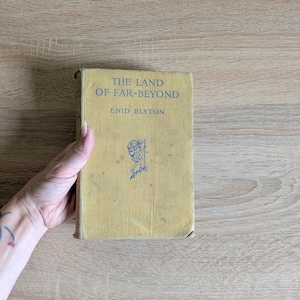 THE LAND
OF FAR-BEYOND
ENID BLYTON